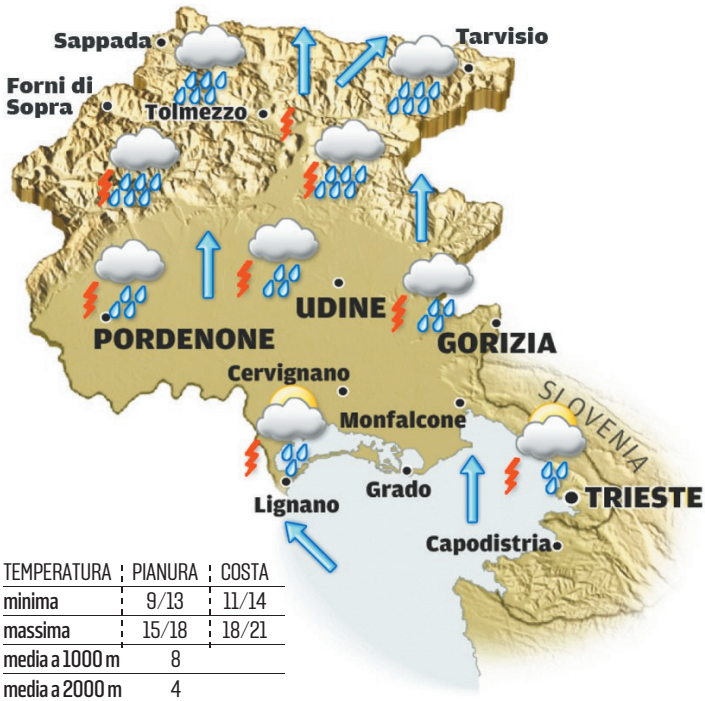 Sappada
Tarvisio
Forni di
Sopra
Tolmezzo
UDINE
PORDENONE
GORIZIA
Cervignano
SLOVENIA
Monfalcone
Grado
TRIESTE
Lignano
Capodistria
TEMPERATURA PIANURA COSTA
minima 9/13 11/14
massima 15/18 18/21
media a 1000 m 8
media a 2000 m 4